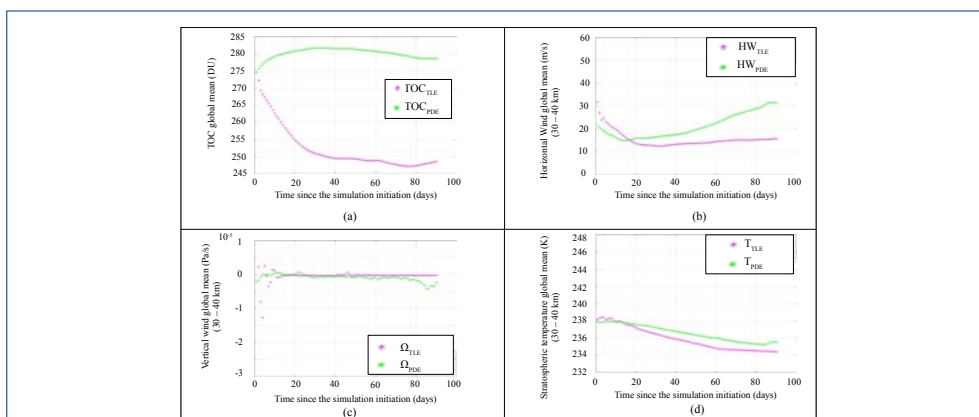 285
280
275
270
265
260
255
250
245
TOC global mean (DU)
TOC_TLE
TOC_PDE
0 20 40 60 80 100
Time since the simulation initiation (days)
(a)
60
50
40
30
20
10
0
Horizontal Wind global mean (m/s)
(30 – 40 km)
HW_TLE
HW_PDE
0 20 40 60 80 100
Time since the simulation initiation (days)
(b)
10⁻⁵
1
0
-1
-2
-3
Vertical wind global mean (Pa/s)
(30 – 40 km)
Ω_TLE
Ω_PDE
0 20 40 60 80 100
Time since the simulation initiation (days)
(c)
248
246
244
242
240
238
236
234
232
Stratospheric temperature global mean (K)
(30 – 40 km)
T_TLE
T_PDE
0 20 40 60 80 100
Time since the simulation initiation (days)
(d)